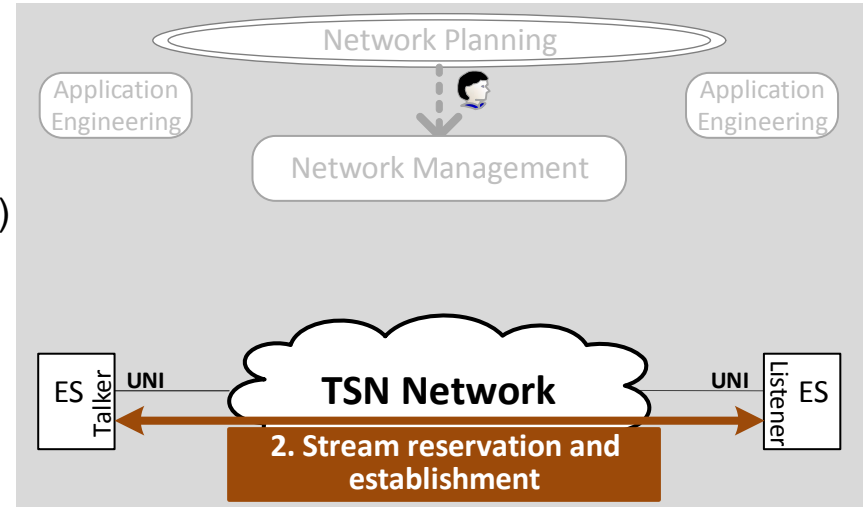 Network Planning
Application
Engineering
Application
Engineering
Network Management
)
ES
Talker
UNI
TSN Network
UNI
Listener
ES
2. Stream reservation and
establishment